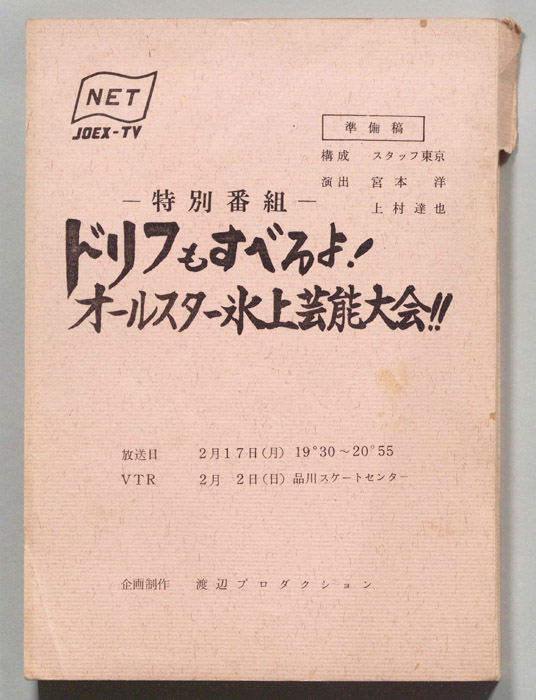 NET
JOEX-TV
準備稿
構成 スタッフ東京
演出 宮本 洋
上村達也
—特別番組—
ドリフもすべろよ!
オールスター氷上芸能大会!!
放送日 2月17日(月) 19°30～20°55
VTR 2月 2日(日) 品川スケートセンター
企画制作 渡辺プロダクション